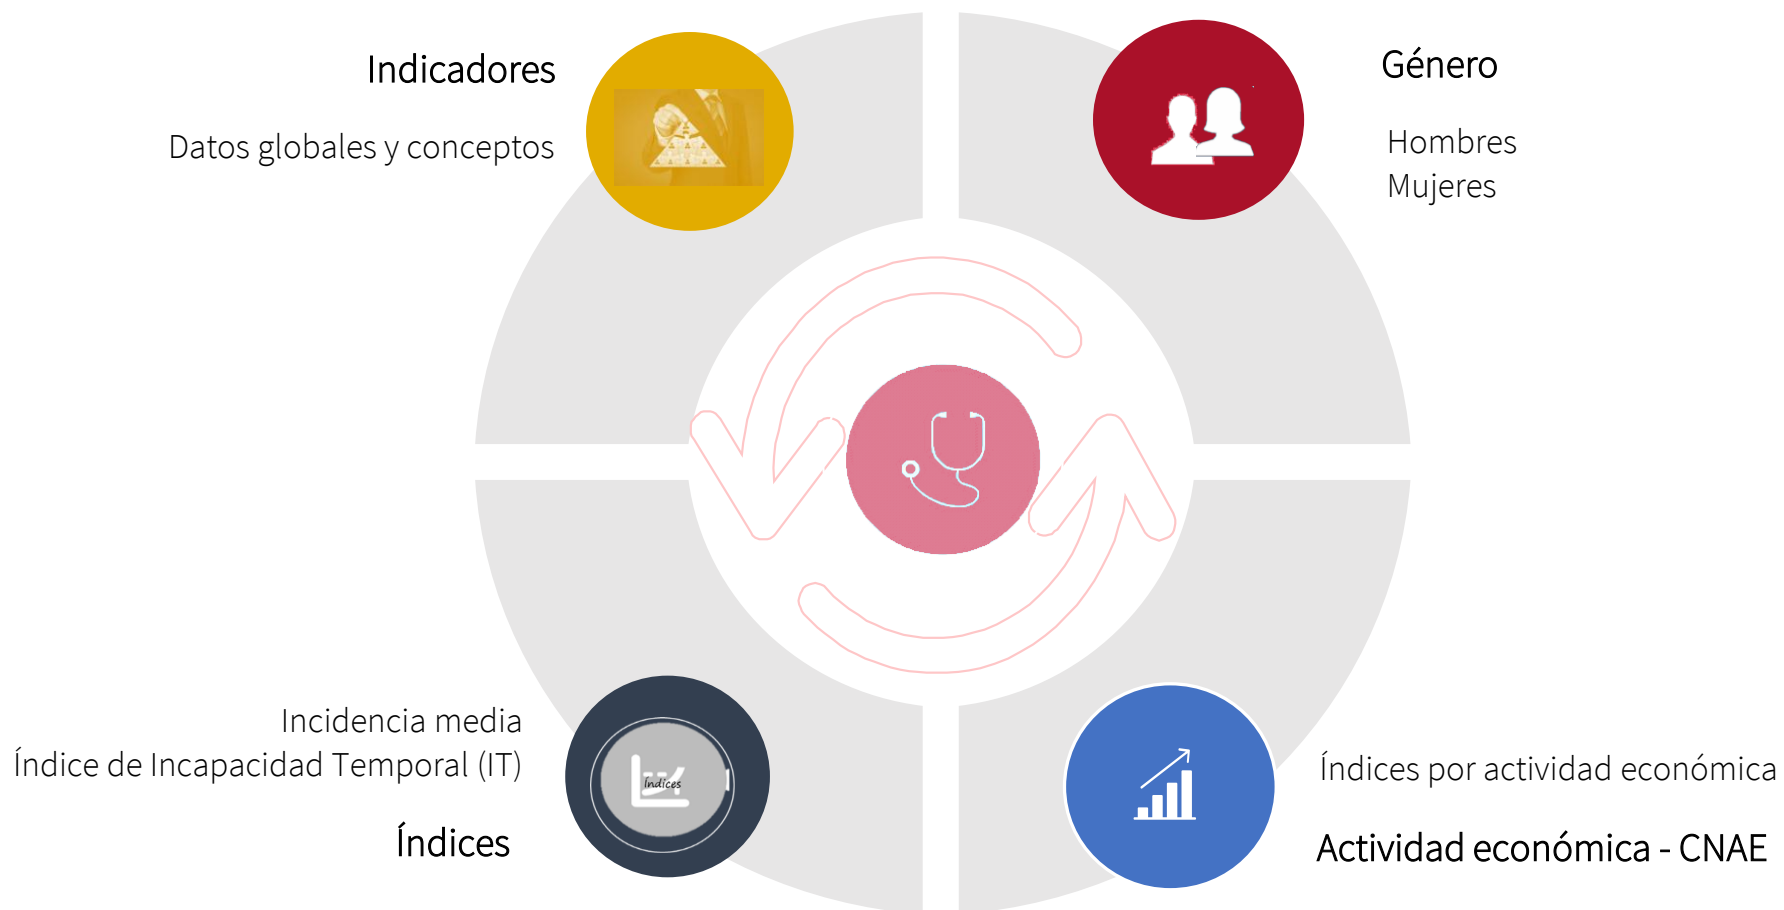 Indicadores
Datos globales y conceptos
Género
Hombres
Mujeres
Incidencia media
Índice de Incapacidad Temporal (IT)
Índices
Índices
Índices por actividad económica
Actividad económica - CNAE